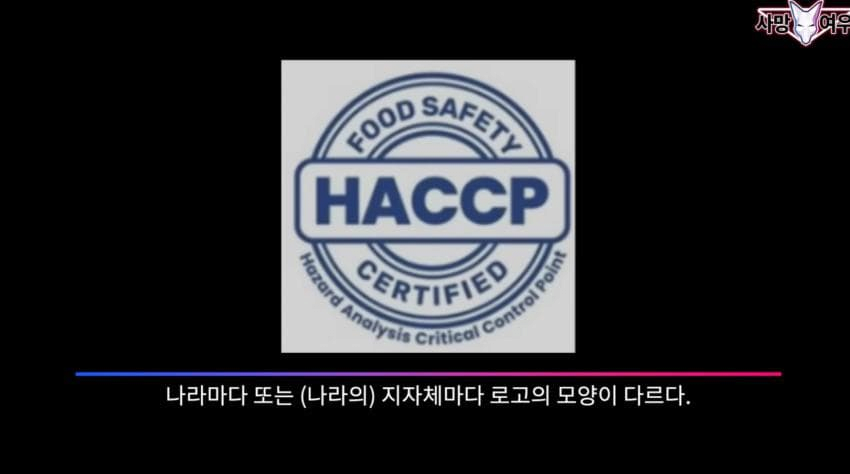 사망여우
FOOD SAFETY
HACCP
CERTIFIED
Hazard Analysis Critical Control Point
나라마다 또는 (나라의) 지자체마다 로고의 모양이 다르다.